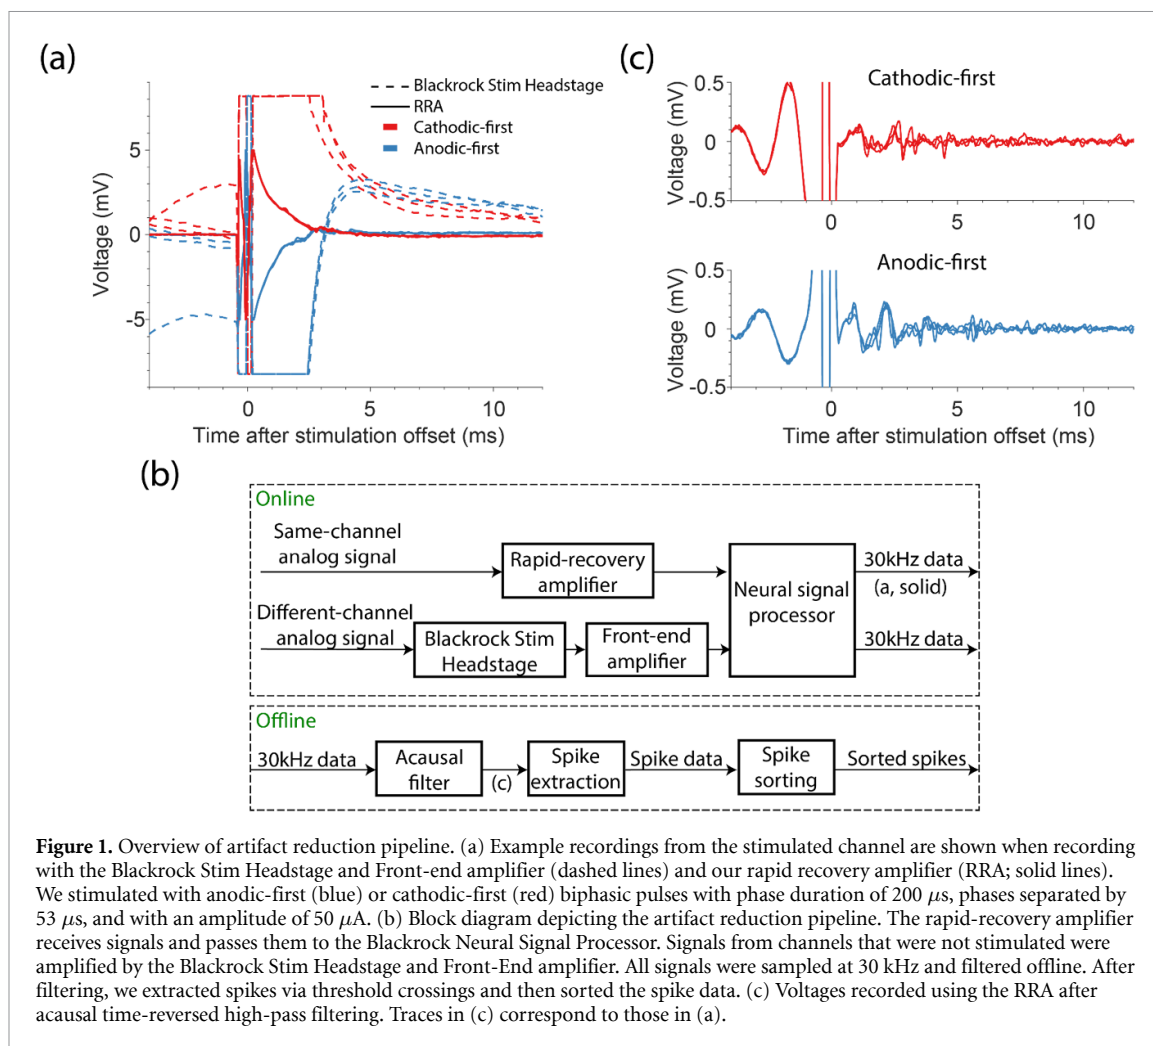 (a)
Blackrock Stim Headstage
RRA
Cathodic-first
Anodic-first
5
0
-5
Voltage (mV)
0
5
10
Time after stimulation offset (ms)
(c)
Cathodic-first
0.5
0
-0.5
Voltage (mV)
0
5
10
Anodic-first
0.5
0
-0.5
Voltage (mV)
0
5
10
Time after stimulation offset (ms)
(b)
Online
Same-channel
analog signal
Rapid-recovery
amplifier
Different-channel
analog signal
Blackrock Stim
Headstage
Front-end
amplifier
Neural signal
processor
30kHz data
(a, solid)
30kHz data
Offline
30kHz data
Acausal
filter
(c)
Spike
extraction
Spike data
Spike
sorting
Sorted spikes
Figure 1. Overview of artifact reduction pipeline. (a) Example recordings from the stimulated channel are shown when recording
with the Blackrock Stim Headstage and Front-end amplifier (dashed lines) and our rapid recovery amplifier (RRA; solid lines).
We stimulated with anodic-first (blue) or cathodic-first (red) biphasic pulses with phase duration of 200 μs, phases separated by
53 μs, and with an amplitude of 50 μA. (b) Block diagram depicting the artifact reduction pipeline. The rapid-recovery amplifier
receives signals and passes them to the Blackrock Neural Signal Processor. Signals from channels that were not stimulated were
amplified by the Blackrock Stim Headstage and Front-End amplifier. All signals were sampled at 30 kHz and filtered offline. After
filtering, we extracted spikes via threshold crossings and then sorted the spike data. (c) Voltages recorded using the RRA after
acausal time-reversed high-pass filtering. Traces in (c) correspond to those in (a).